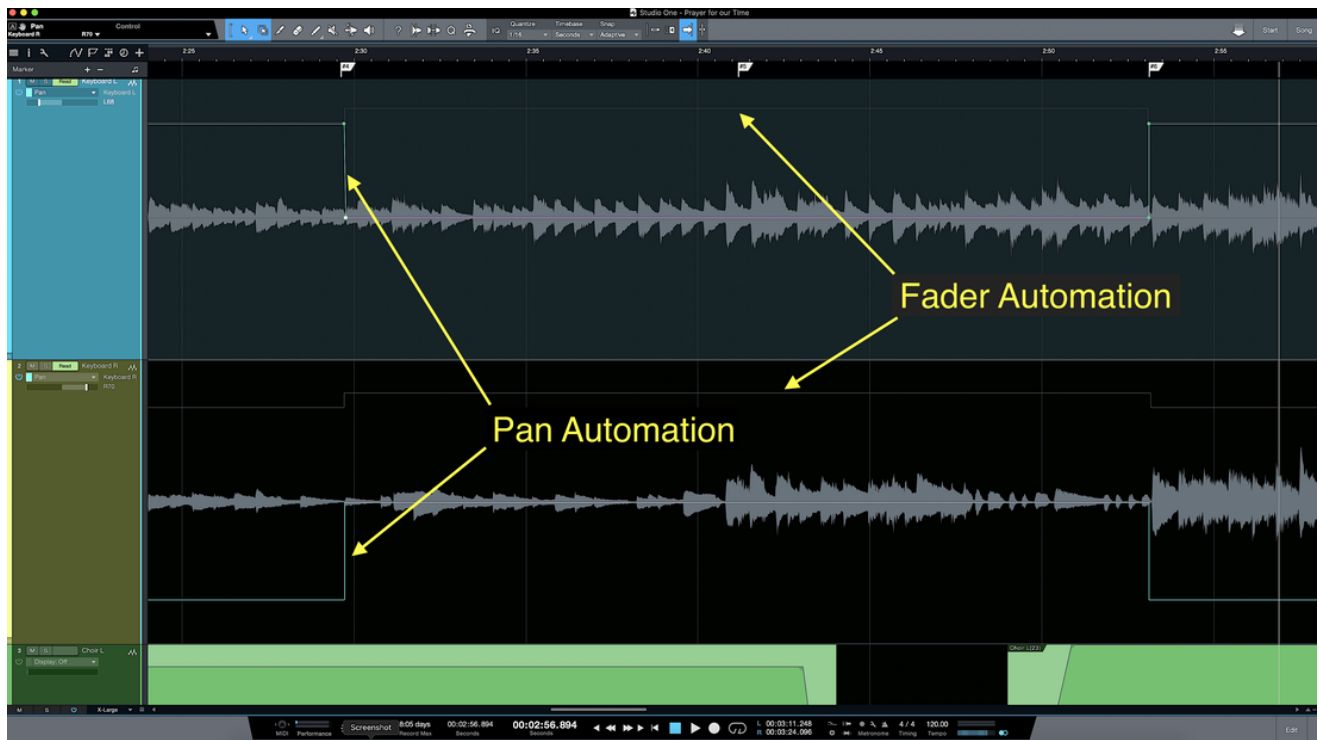 Studio One - Prayer for our Time
Pan Control
Keyboard R R70
Quantize Timebase Snap
1/16 Seconds Adaptive
IQ
Start Song
2:25 2:30 2:35 2:40 2:45 2:50 2:55
Marker + -
#4 #5 #6
1 M S Read Keyboard L
Pan Keyboard L
L88
Fader Automation
2 M S Read Keyboard R
Pan Keyboard R
R70
Pan Automation
3 M S Choir L
Display: Off
Choir L(23)
M S X-Large
MIDI Performance
Screenshot
8:05 days
Record Max
00:02:56.894
Seconds
00:02:56.894
Seconds
L 00:03:11.248
R 00:03:24.096
Metronome
4 / 4
Timing
120.00
Tempo
Edit